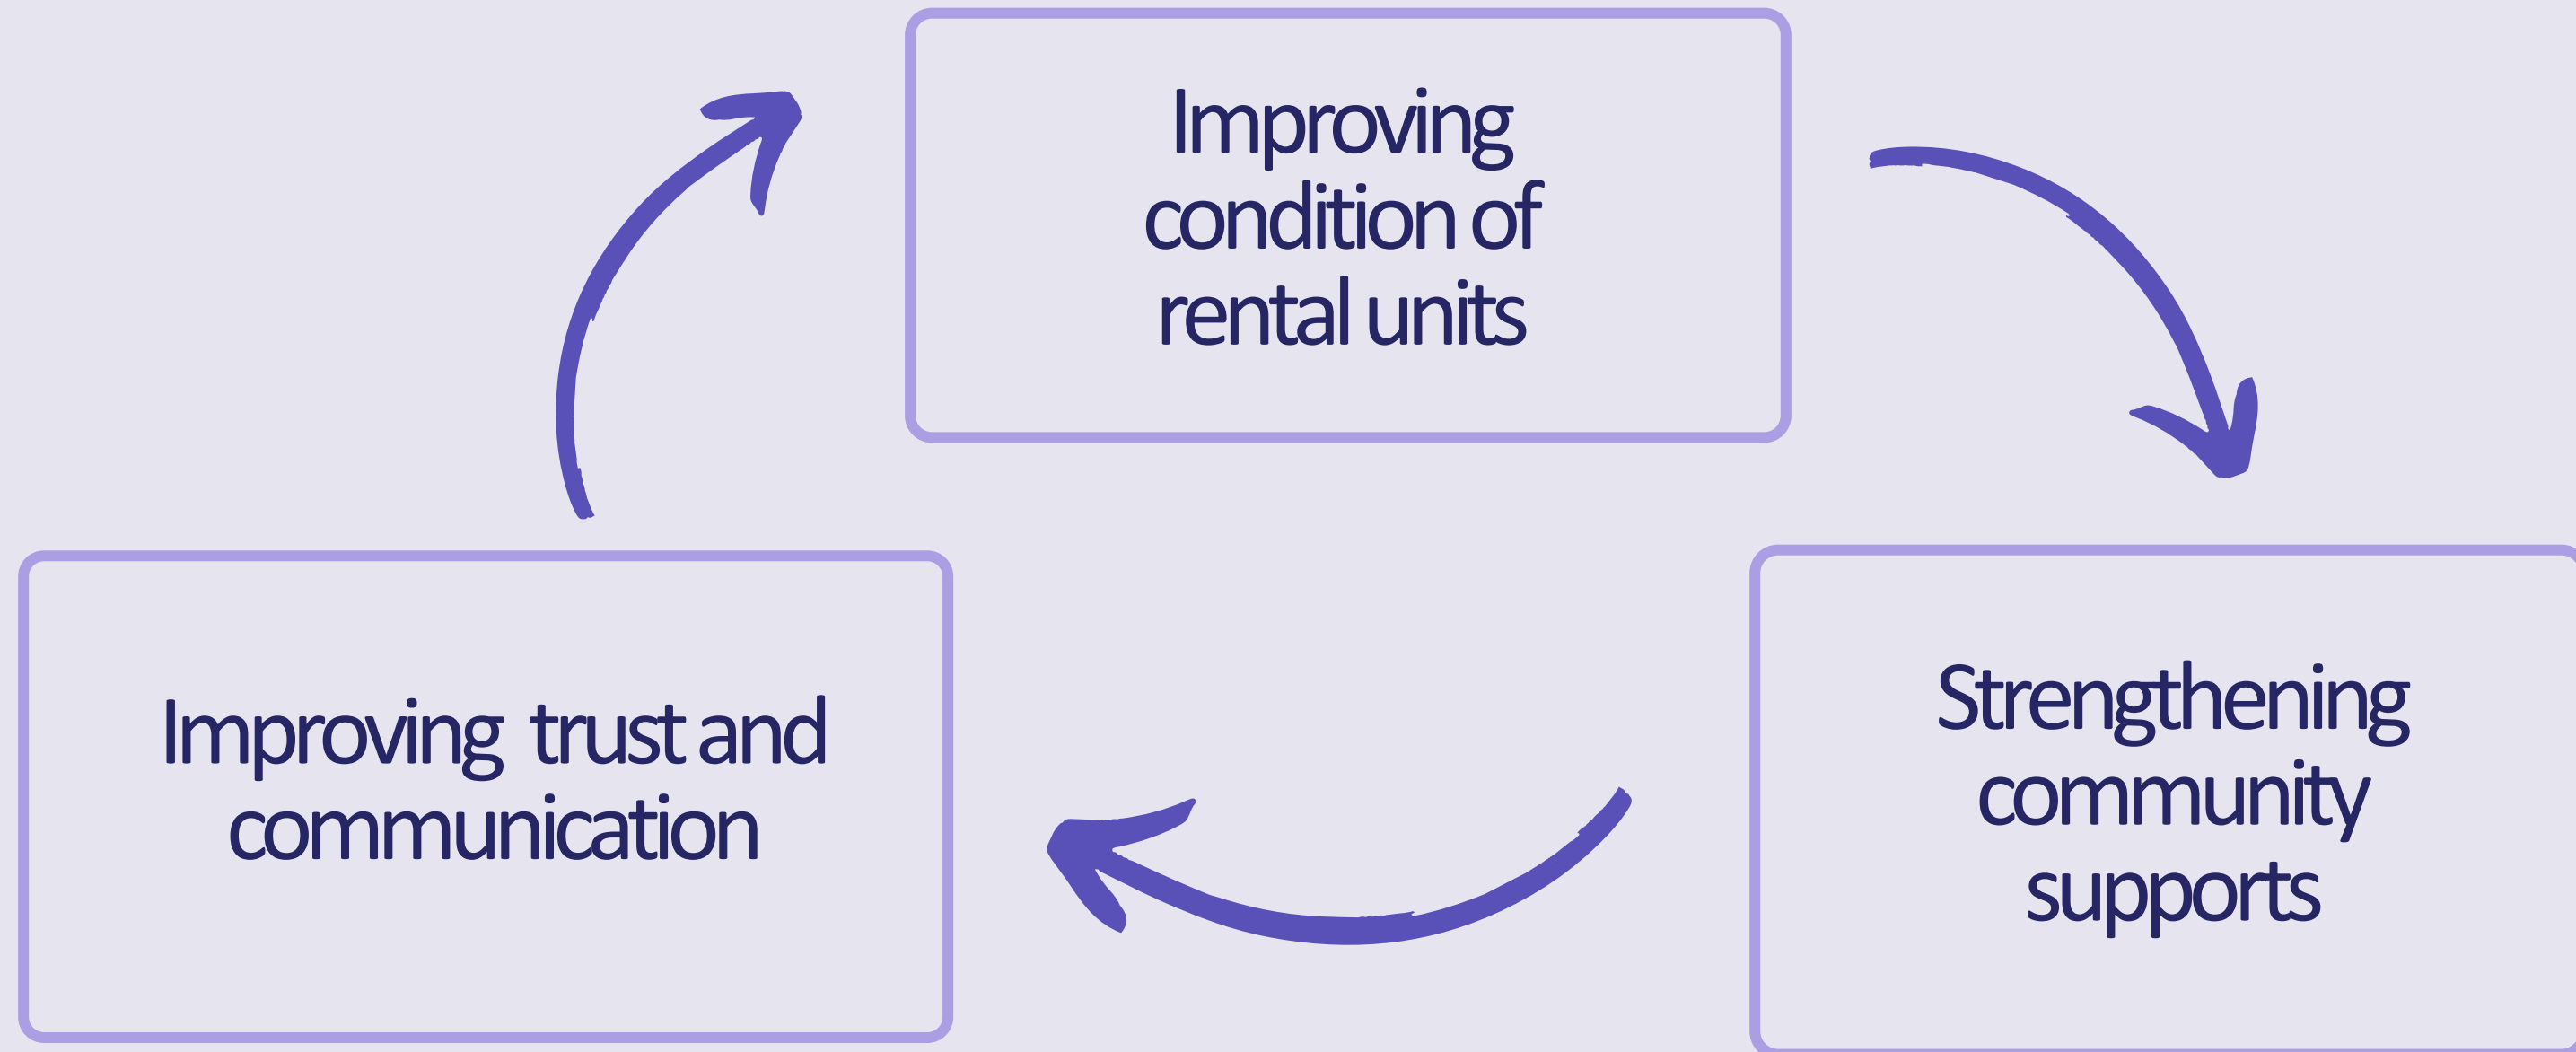 Improving
condition of
rental units
Improving trust and
communication
Strengthening
community
supports